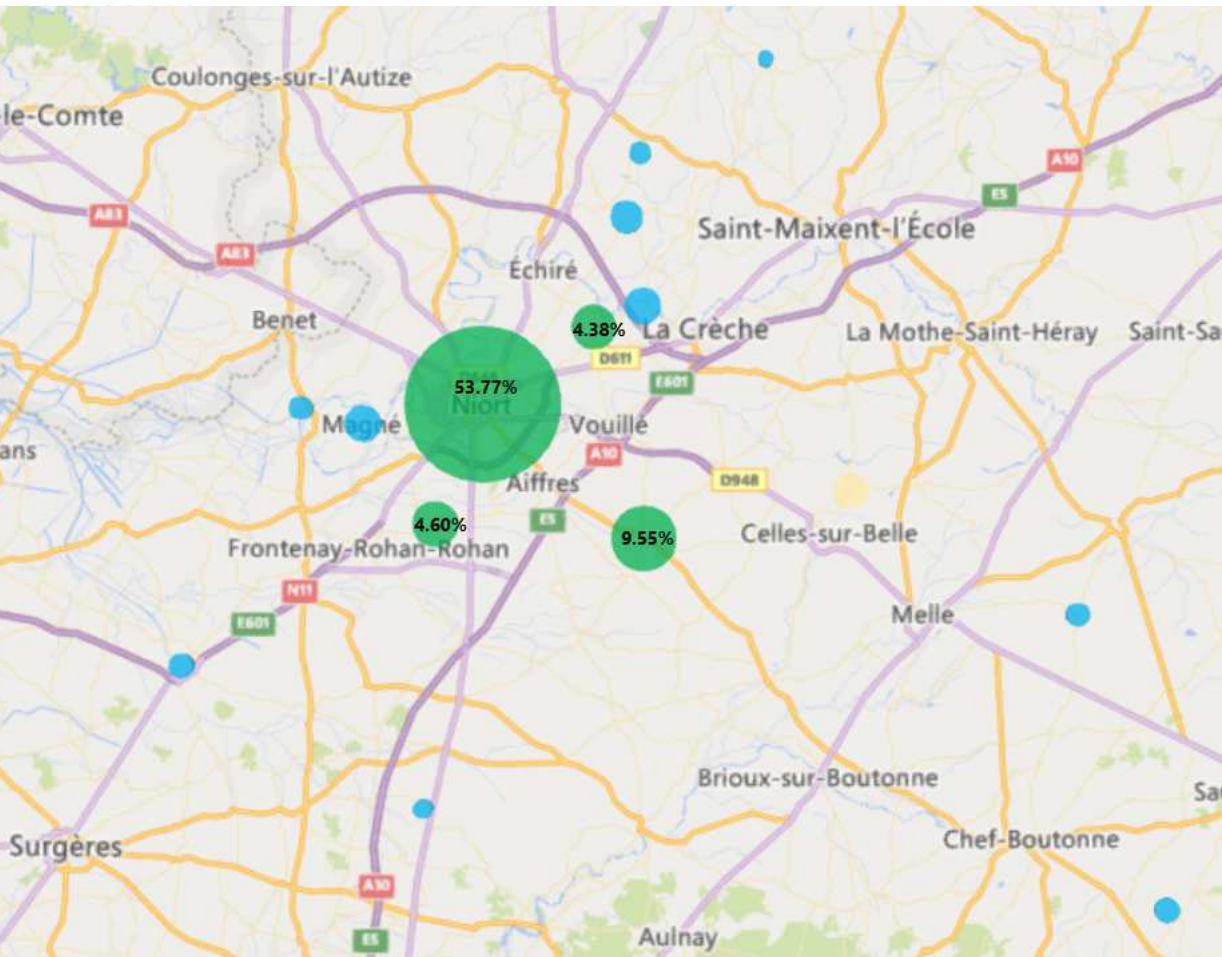 Coulonges-sur-l'Autize
-le-Comte
A10
E5
A83
Saint-Maixent-l'École
A83
Échiré
Benet
4.38%
La Crèche
La Mothe-Saint-Héray
Saint-Sa
D611
53.77%
E601
Niort
Magné
Vouillé
ans
A10
D948
Aiffres
E5
4.60%
Celles-sur-Belle
9.55%
Frontenay-Rohan-Rohan
N11
E601
Melle
Brioux-sur-Boutonne
Sau
Surgères
Chef-Boutonne
A10
E5
Aulnay